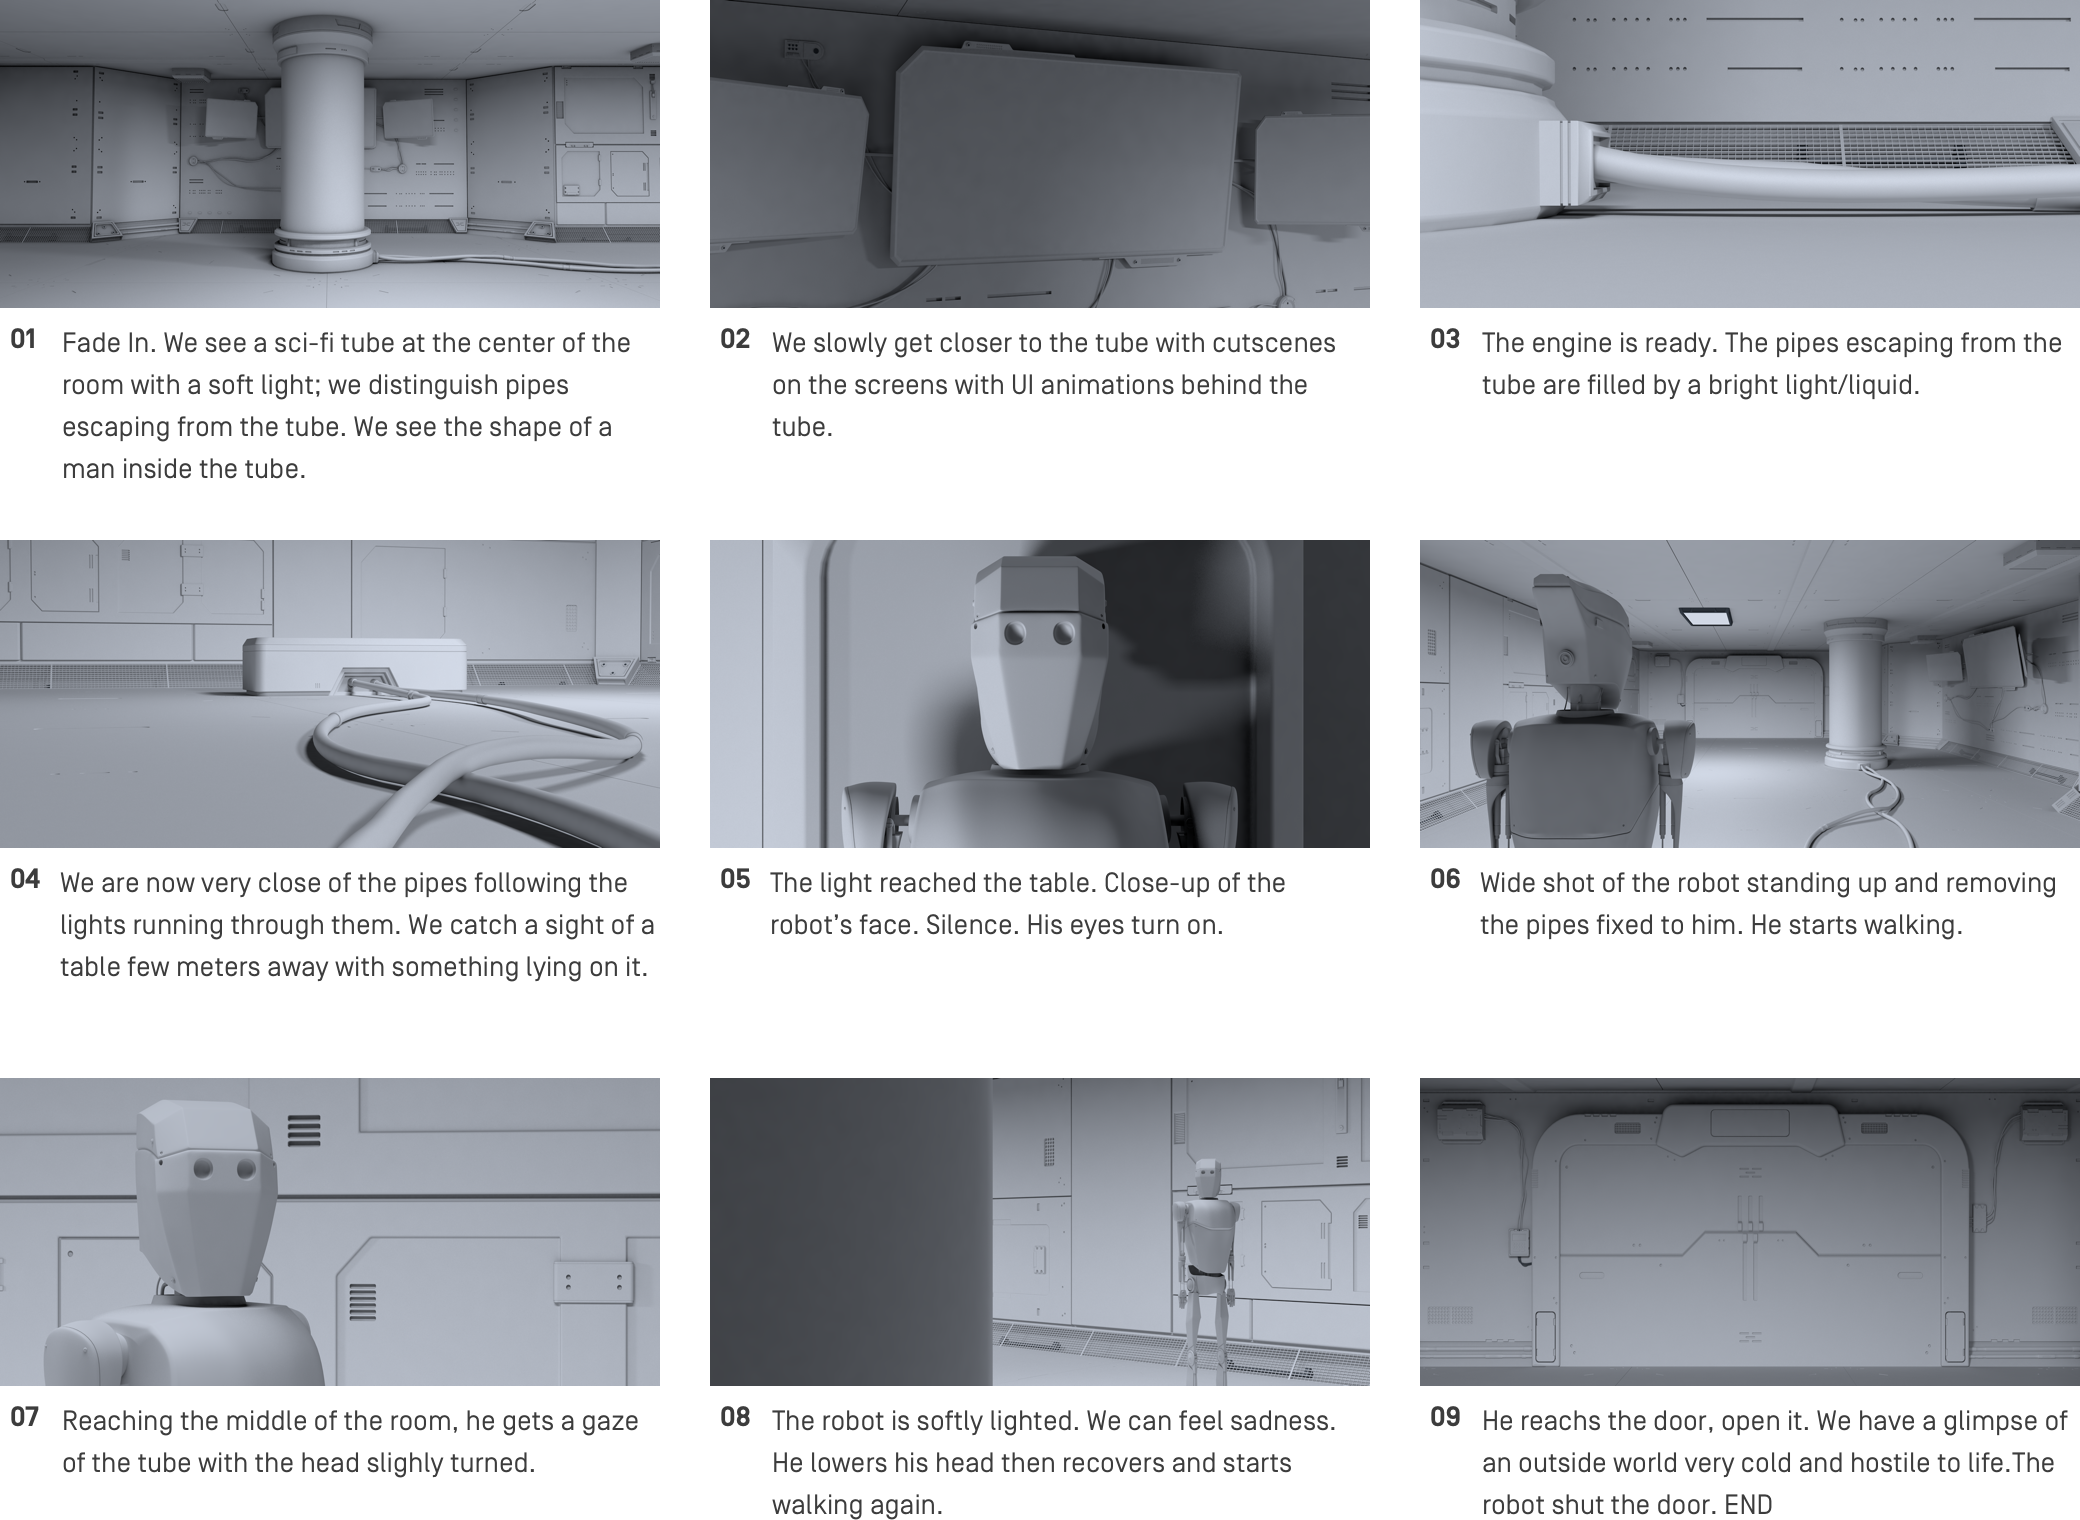 01
Fade In. We see a sci-fi tube at the center of the
room with a soft light; we distinguish pipes
escaping from the tube. We see the shape of a
man inside the tube.
02
We slowly get closer to the tube with cutscenes
on the screens with UI animations behind the
tube.
03
The engine is ready. The pipes escaping from the
tube are filled by a bright light/liquid.
04
We are now very close of the pipes following the
lights running through them. We catch a sight of a
table few meters away with something lying on it.
05
The light reached the table. Close-up of the
robot's face. Silence. His eyes turn on.
06
Wide shot of the robot standing up and removing
the pipes fixed to him. He starts walking.
07
Reaching the middle of the room, he gets a gaze
of the tube with the head slighly turned.
08
The robot is softly lighted. We can feel sadness.
He lowers his head then recovers and starts
walking again.
09
He reachs the door, open it. We have a glimpse of
an outside world very cold and hostile to life.The
robot shut the door. END